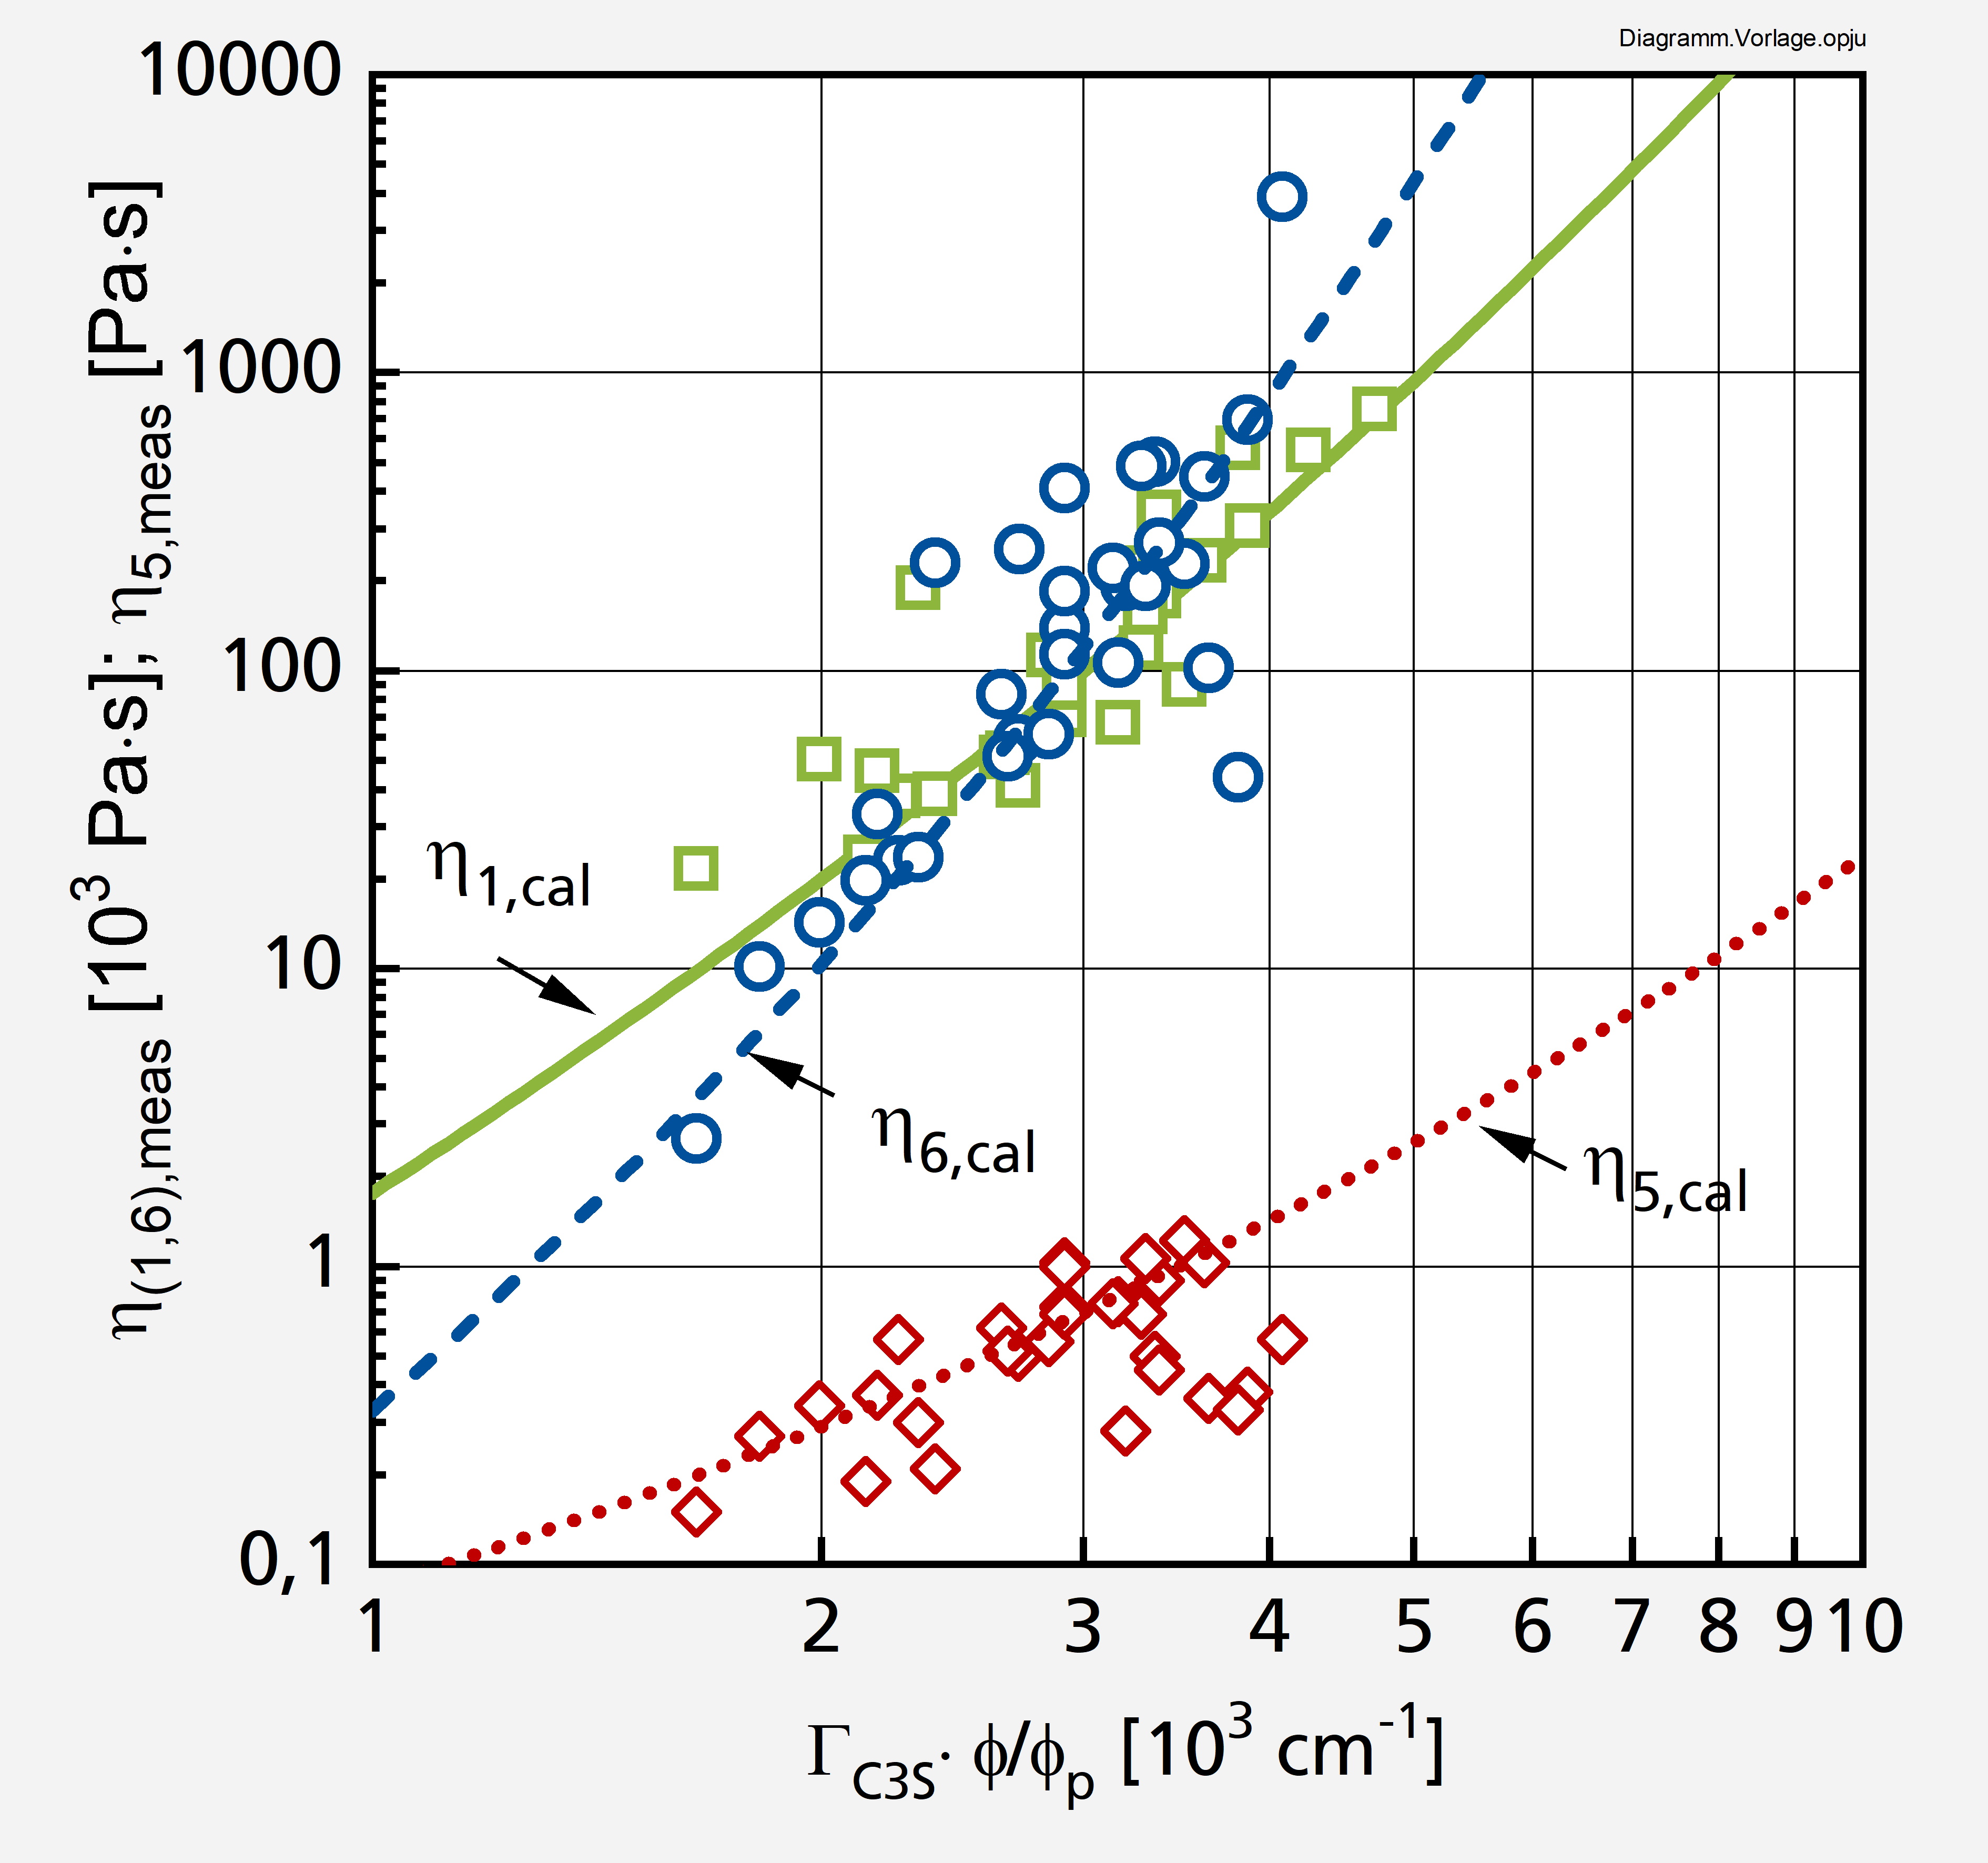 Diagramm.Vorlage.opju
η(1,6),meas [10³ Pa·s]; η5,meas [Pa·s]
10000
1000
100
10
1
0,1
η1,cal
η6,cal
η5,cal
1 2 3 4 5 6 7 8 9 10
ΓC3S· ϕ/ϕp [10³ cm⁻¹]